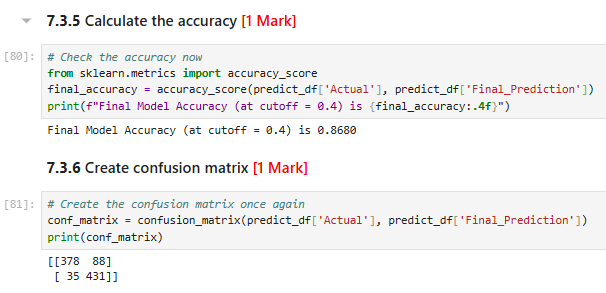 7.3.5 Calculate the accuracy [1 Mark]
[80]: # Check the accuracy now
from sklearn.metrics import accuracy_score
final_accuracy = accuracy_score(predict_df['Actual'], predict_df['Final_Prediction'])
print(f"Final Model Accuracy (at cutoff = 0.4) is {final_accuracy:.4f}")
Final Model Accuracy (at cutoff = 0.4) is 0.8680
7.3.6 Create confusion matrix [1 Mark]
[81]: # Create the confusion matrix once again
conf_matrix = confusion_matrix(predict_df['Actual'], predict_df['Final_Prediction'])
print(conf_matrix)
[[378  88]
 [ 35 431]]